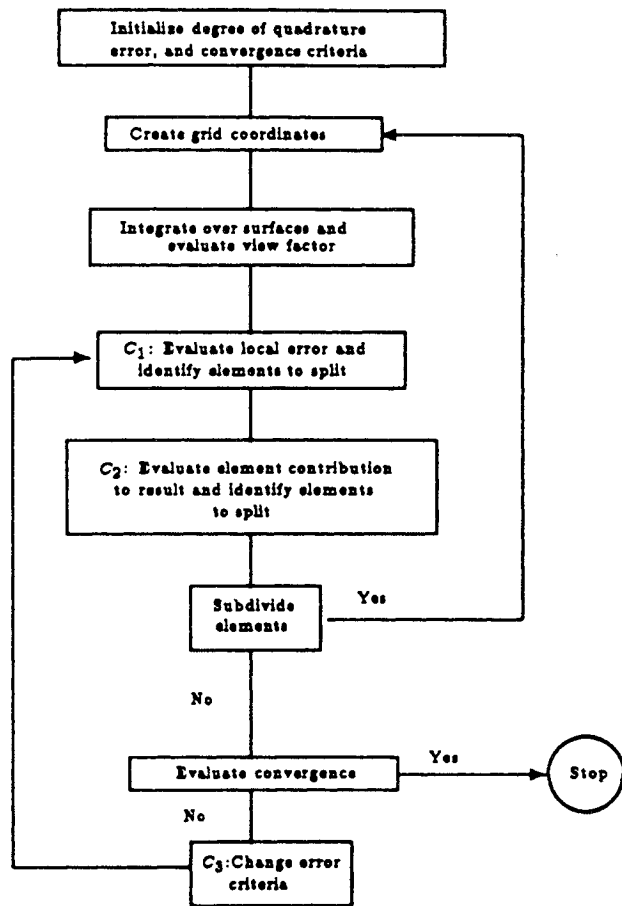 Initialize degree of quadrature
error, and convergence criteria
Create grid coordinates
Integrate over surfaces and
evaluate view factor
C₁: Evaluate local error and
identify elements to split
C₂: Evaluate element contribution
to result and identify elements
to split
Subdivide
elements
Yes
No
Evaluate convergence
Yes
Stop
No
C₃:Change error
criteria